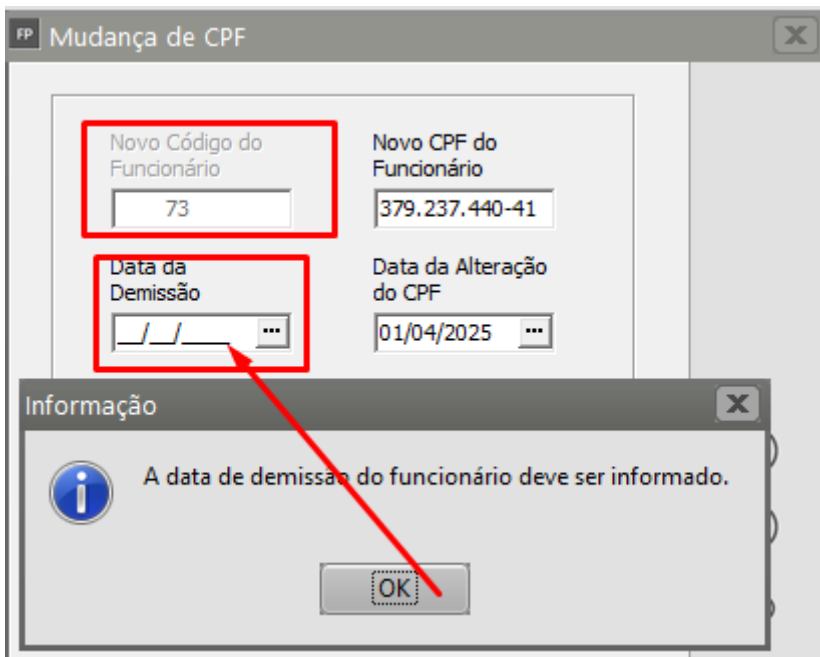 FP Mudança de CPF
Novo Código do
Funcionário
73
Novo CPF do
Funcionário
379.237.440-41
Data da
Demissão
__/__/____ ...
Data da Alteração
do CPF
01/04/2025 ...
Informação
A data de demissão do funcionário deve ser informado.
OK